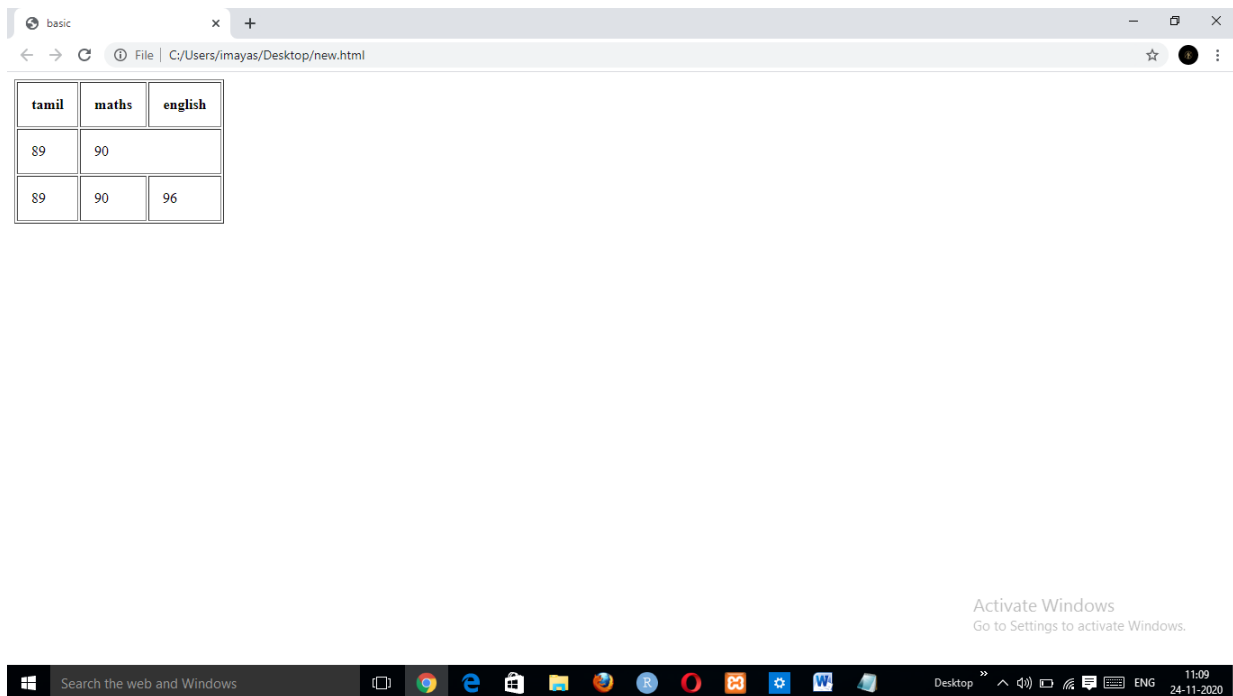 basic
File | C:/Users/imayas/Desktop/new.html
tamil maths english
89 90
89 90 96
Activate Windows
Go to Settings to activate Windows.
Search the web and Windows
R
W
Desktop » ENG 11:09
24-11-2020